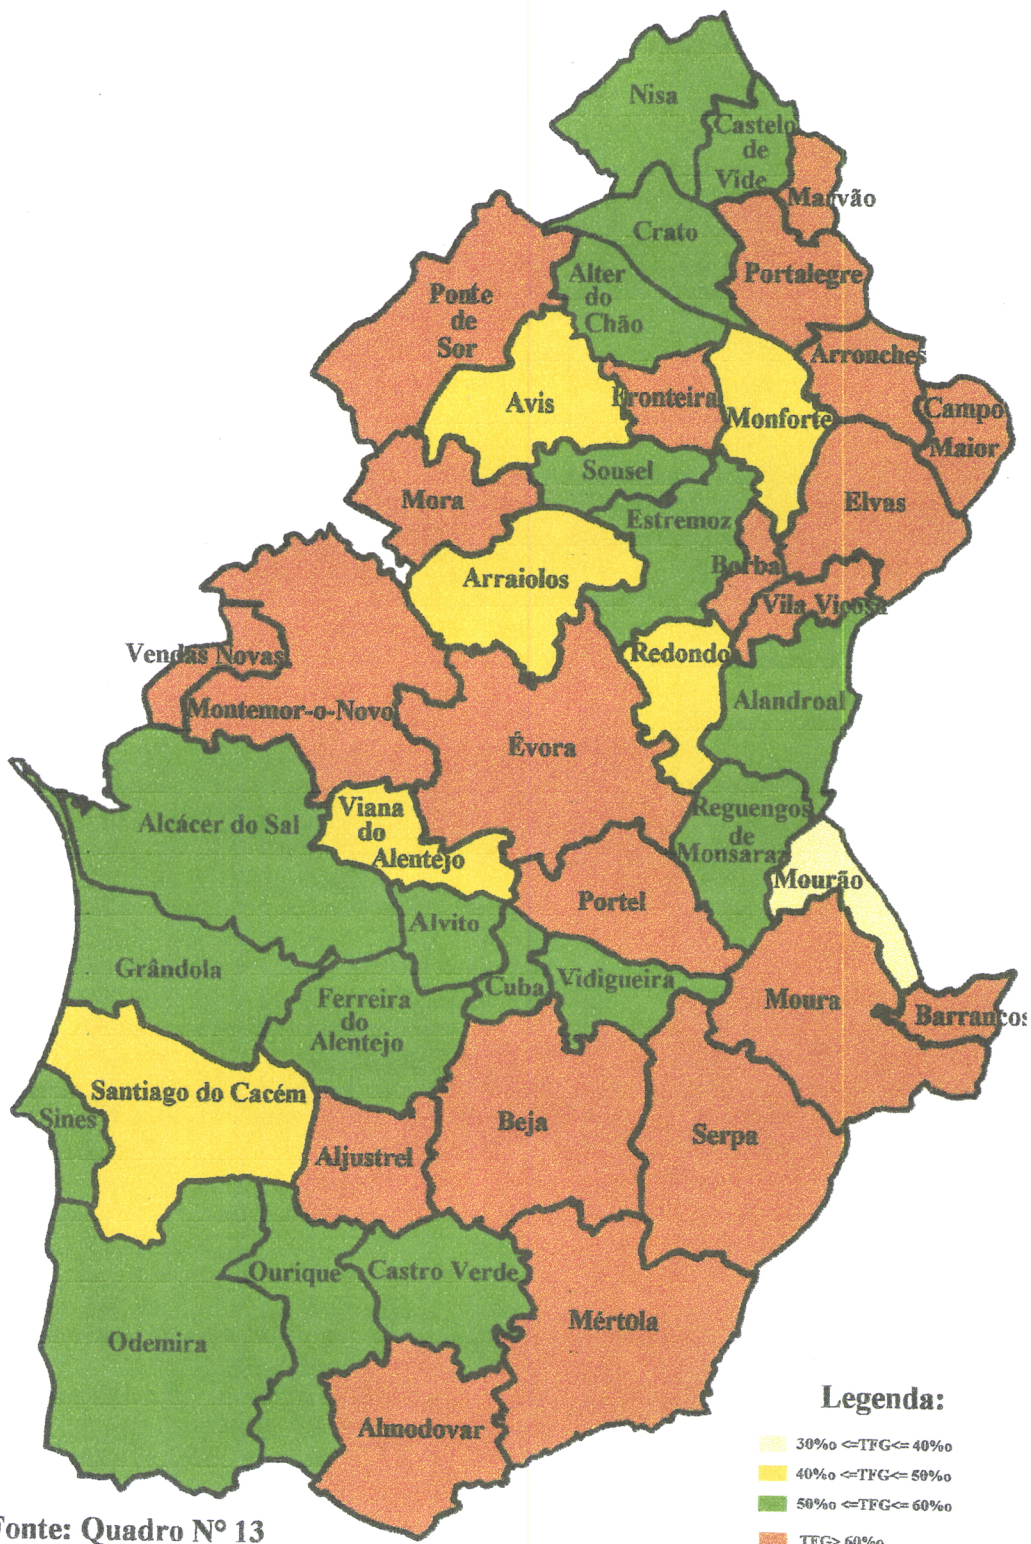 Nisa
Castelo
de
Vide
Marvão
Crato
Portalegre
Alter
do
Chão
Ponte
de
Sor
Arronches
Avis
Fronteira
Monforte
Campo
Maior
Sousel
Mora
Elvas
Estremoz
Borba
Arraiolos
Vila Viçosa
Vendas Novas
Redondo
Alandroal
Montemor-o-Novo
Évora
Viana
do
Alentejo
Reguengos
de
Monsaraz
Alcácer do Sal
Mourão
Portel
Alvito
Grândola
Cuba
Vidigueira
Ferreira
do
Alentejo
Moura
Barrancos
Santiago do Cacém
Sines
Beja
Serpa
Aljustrel
Ourique
Castro Verde
Mértola
Odemira
Almodovar
Legenda:
30‰ <=TFG<= 40‰
40‰ <=TFG<= 50‰
50‰ <=TFG<= 60‰
TFG> 60‰
Fonte: Quadro Nº 13